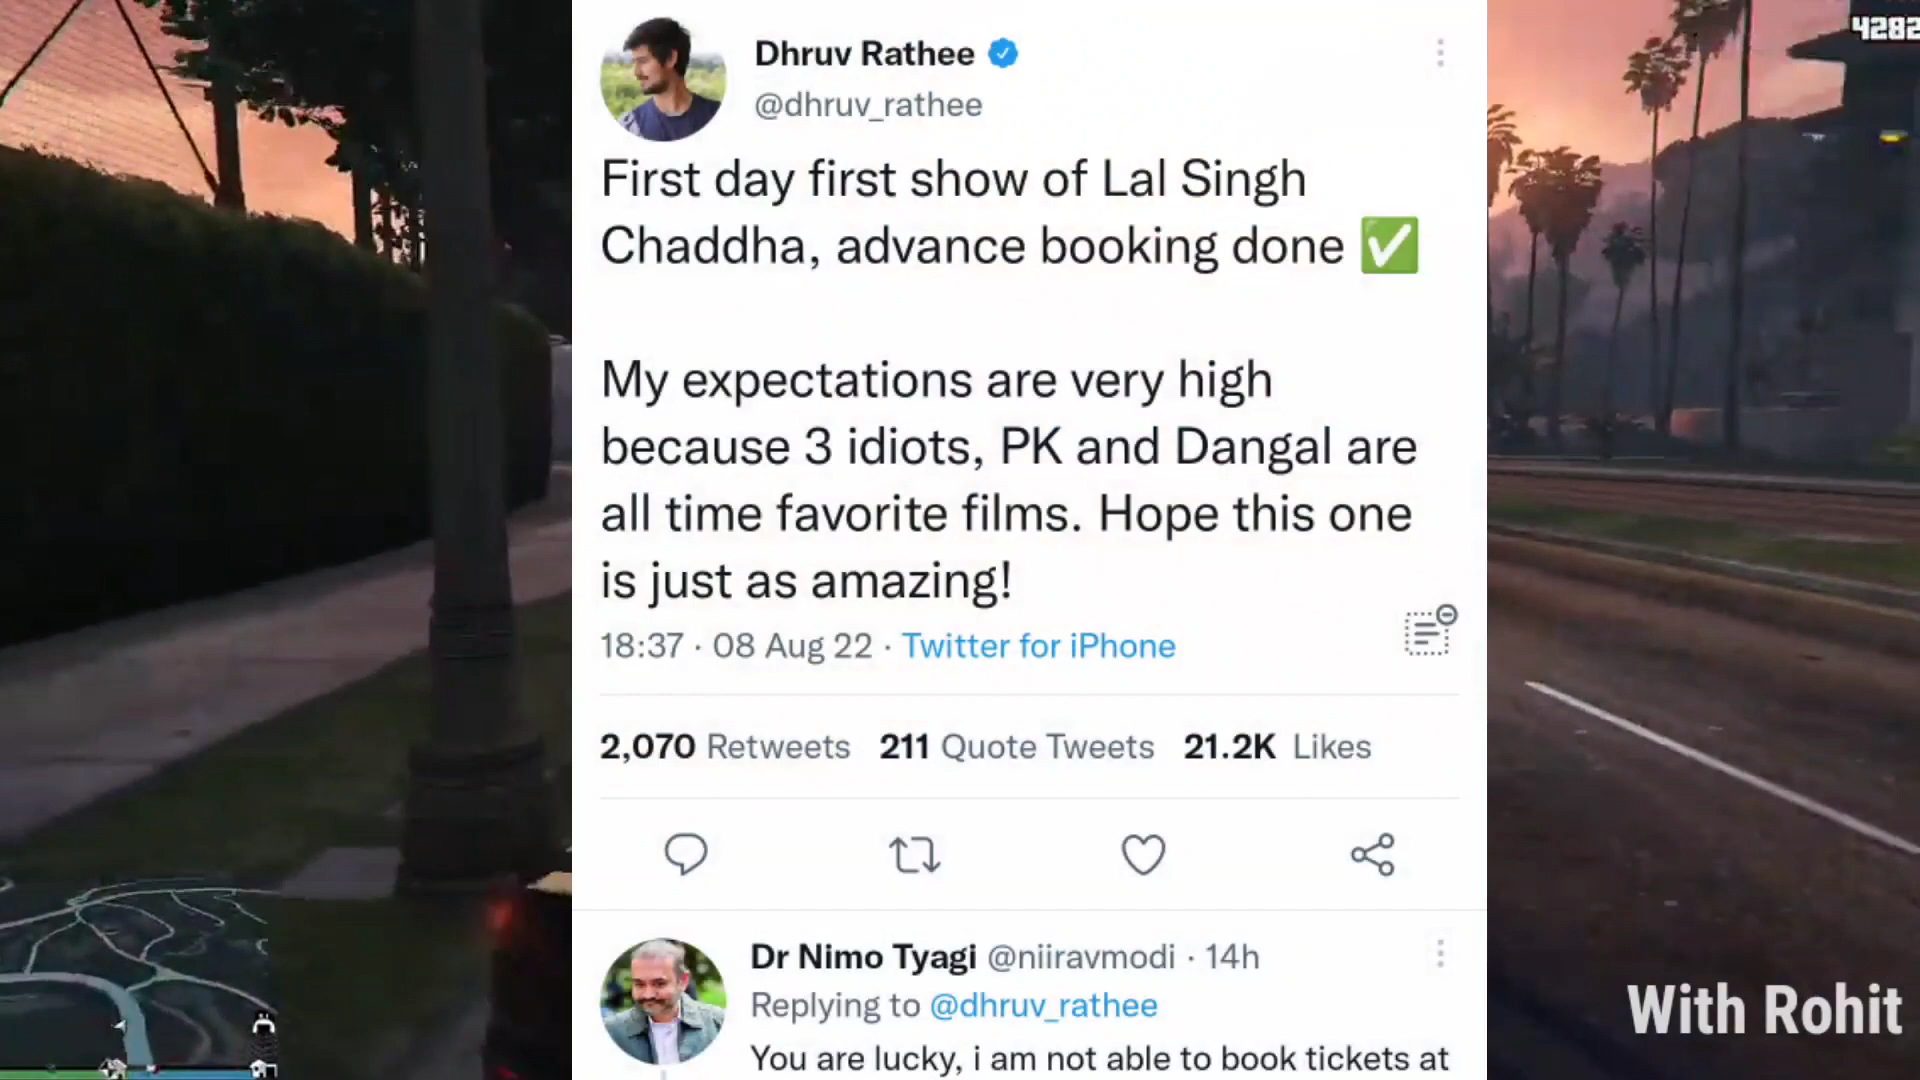 4282
Dhruv Rathee
@dhruv_rathee
First day first show of Lal Singh
Chaddha, advance booking done ✅
My expectations are very high
because 3 idiots, PK and Dangal are
all time favorite films. Hope this one
is just as amazing!
18:37 · 08 Aug 22 · Twitter for iPhone
2,070 Retweets 211 Quote Tweets 21.2K Likes
Dr Nimo Tyagi @niiravmodi · 14h
Replying to @dhruv_rathee
You are lucky, i am not able to book tickets at
With Rohit